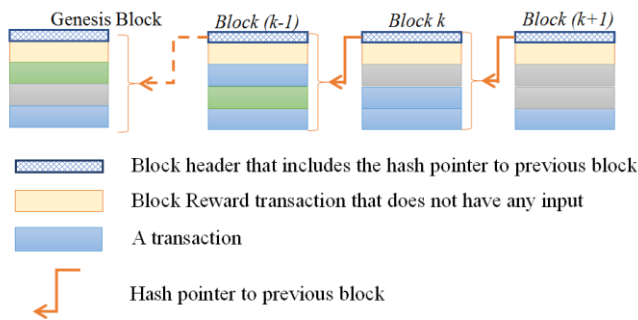 Genesis Block
Block (k-1)
Block k
Block (k+1)
Block header that includes the hash pointer to previous block
Block Reward transaction that does not have any input
A transaction
Hash pointer to previous block